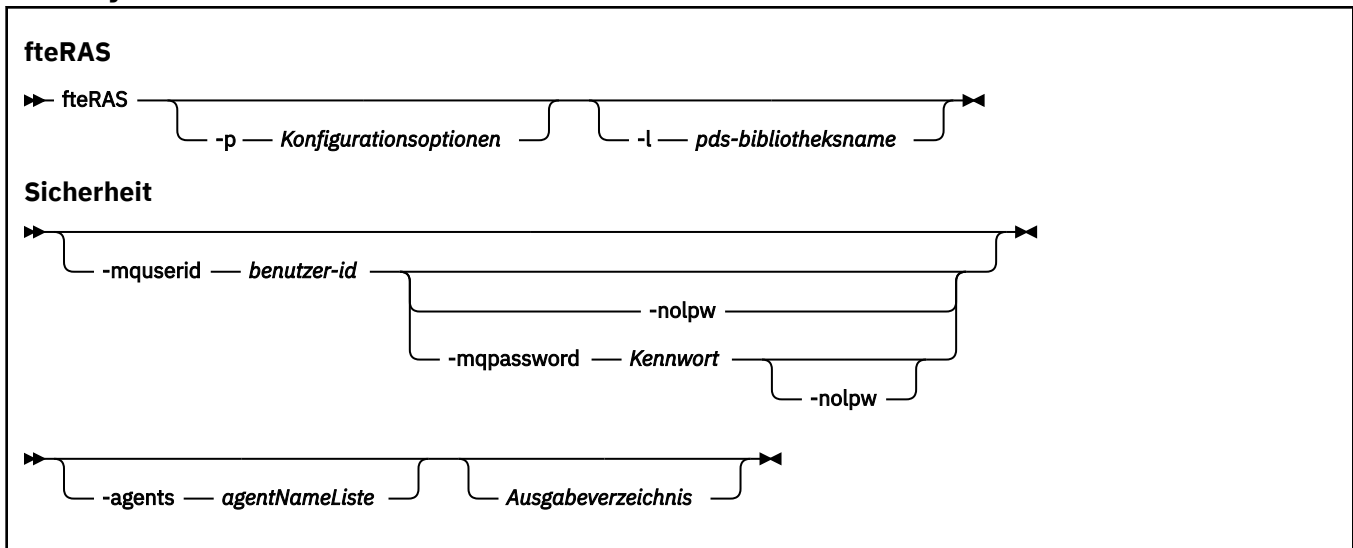 fteRAS
fteRAS
-p Konfigurationsoptionen -l pds-bibliotheksname
Sicherheit
-mquserid benutzer-id
-nolpw
-mqpassword Kennwort
-nolpw
-agents agentNameListe Ausgabeverzeichnis